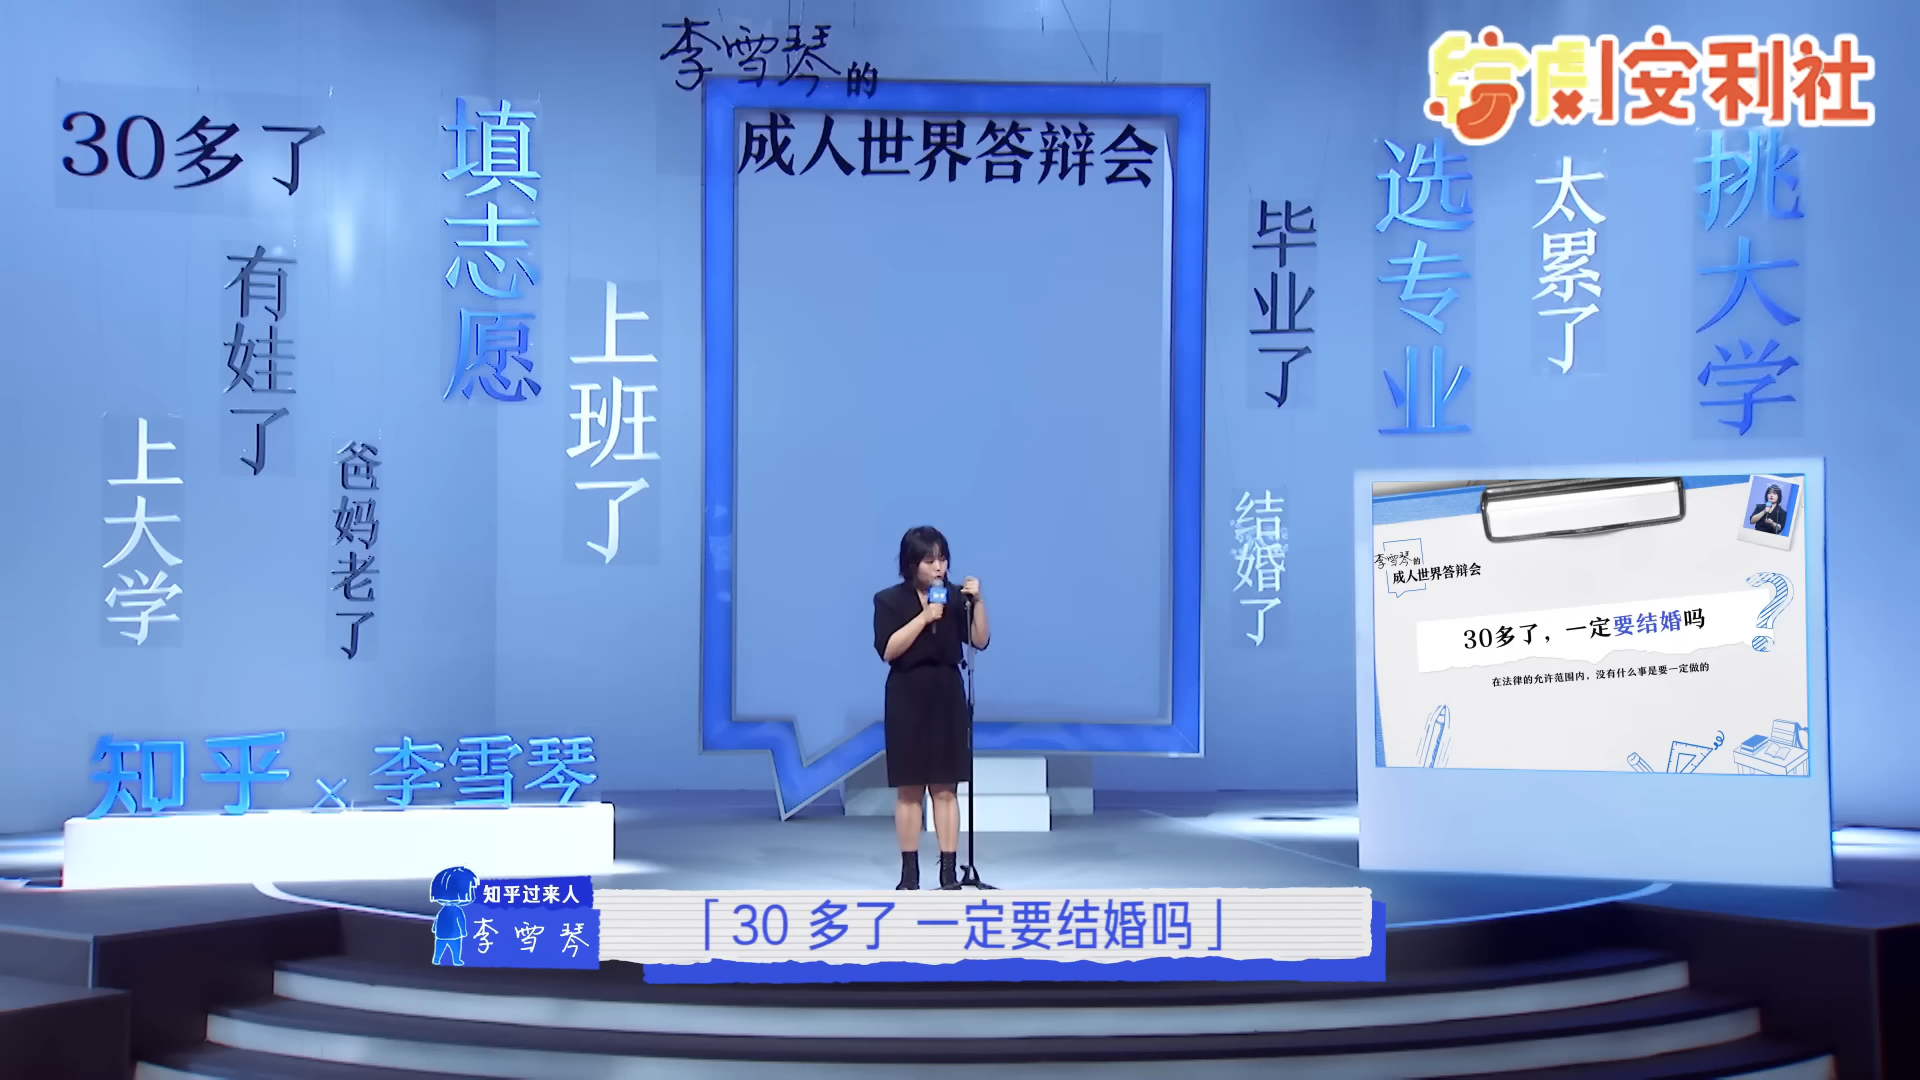 李雪琴的
成人世界答辩会
综劇安利社
30多了
有娃了
上大学
爸妈老了
填志愿
上班了
毕业了
选专业
太累了
挑大学
结婚了
知乎×李雪琴
李雪琴的
成人世界答辩会
30多了，一定要结婚吗
在法律的允许范围内，没有什么事是要一定做的
知乎过来人
李雪琴
「30 多了 一定要结婚吗」